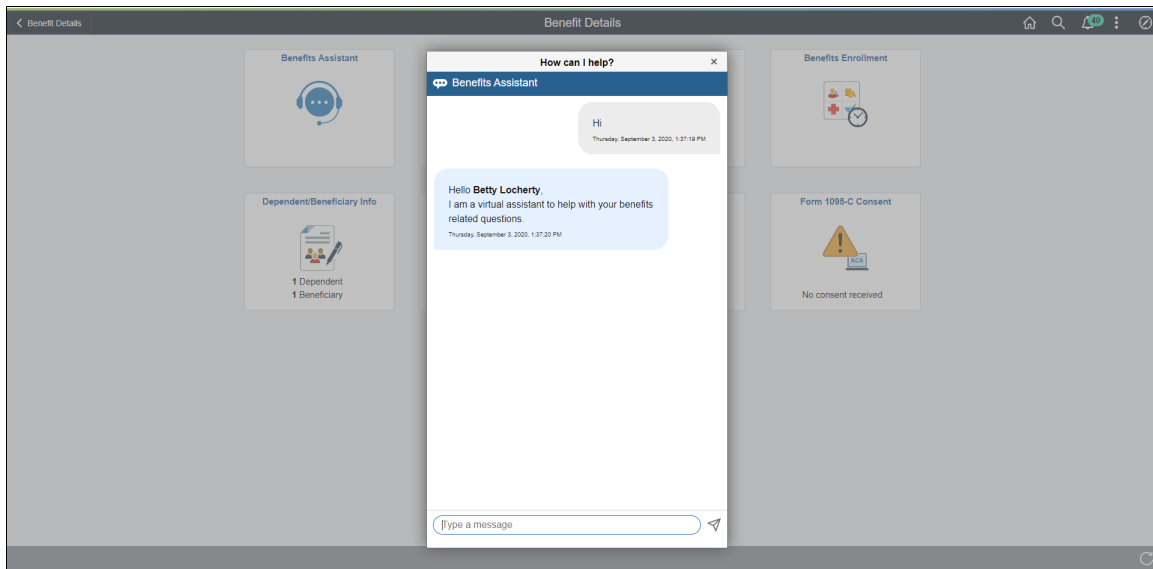 Benefit Details
Benefit Details
40
Benefits Assistant
Benefits Enrollment
How can I help?
×
Benefits Assistant
Hi
Thursday, September 3, 2020, 1:37:19 PM
Hello Betty Locherty,
I am a virtual assistant to help with your benefits
related questions.
Thursday, September 3, 2020, 1:37:20 PM
Dependent/Beneficiary Info
1 Dependent
1 Beneficiary
Form 1095-C Consent
ACA
No consent received
Type a message